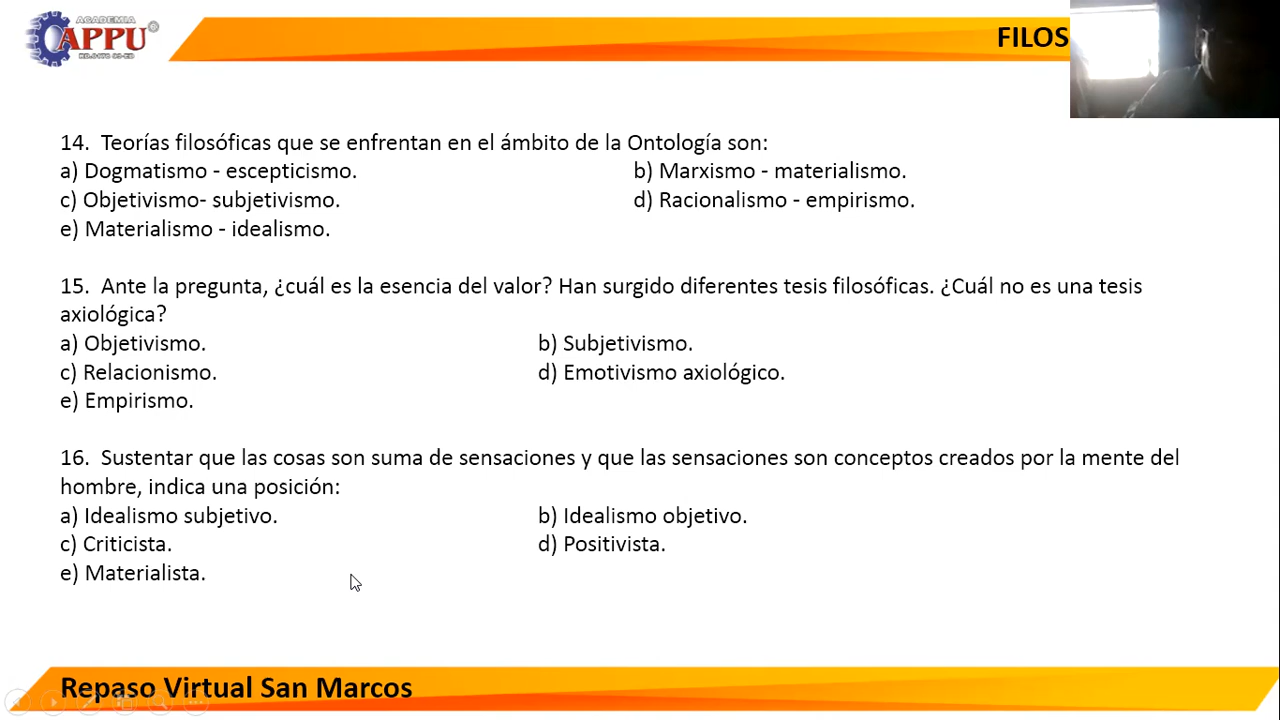 ACADEMIA
APPU
FILOS
14. Teorías filosóficas que se enfrentan en el ámbito de la Ontología son:
a) Dogmatismo - escepticismo. b) Marxismo - materialismo.
c) Objetivismo- subjetivismo. d) Racionalismo - empirismo.
e) Materialismo - idealismo.
15. Ante la pregunta, ¿cuál es la esencia del valor? Han surgido diferentes tesis filosóficas. ¿Cuál no es una tesis
axiológica?
a) Objetivismo. b) Subjetivismo.
c) Relacionismo. d) Emotivismo axiológico.
e) Empirismo.
16. Sustentar que las cosas son suma de sensaciones y que las sensaciones son conceptos creados por la mente del
hombre, indica una posición:
a) Idealismo subjetivo. b) Idealismo objetivo.
c) Criticista. d) Positivista.
e) Materialista.
Repaso Virtual San Marcos